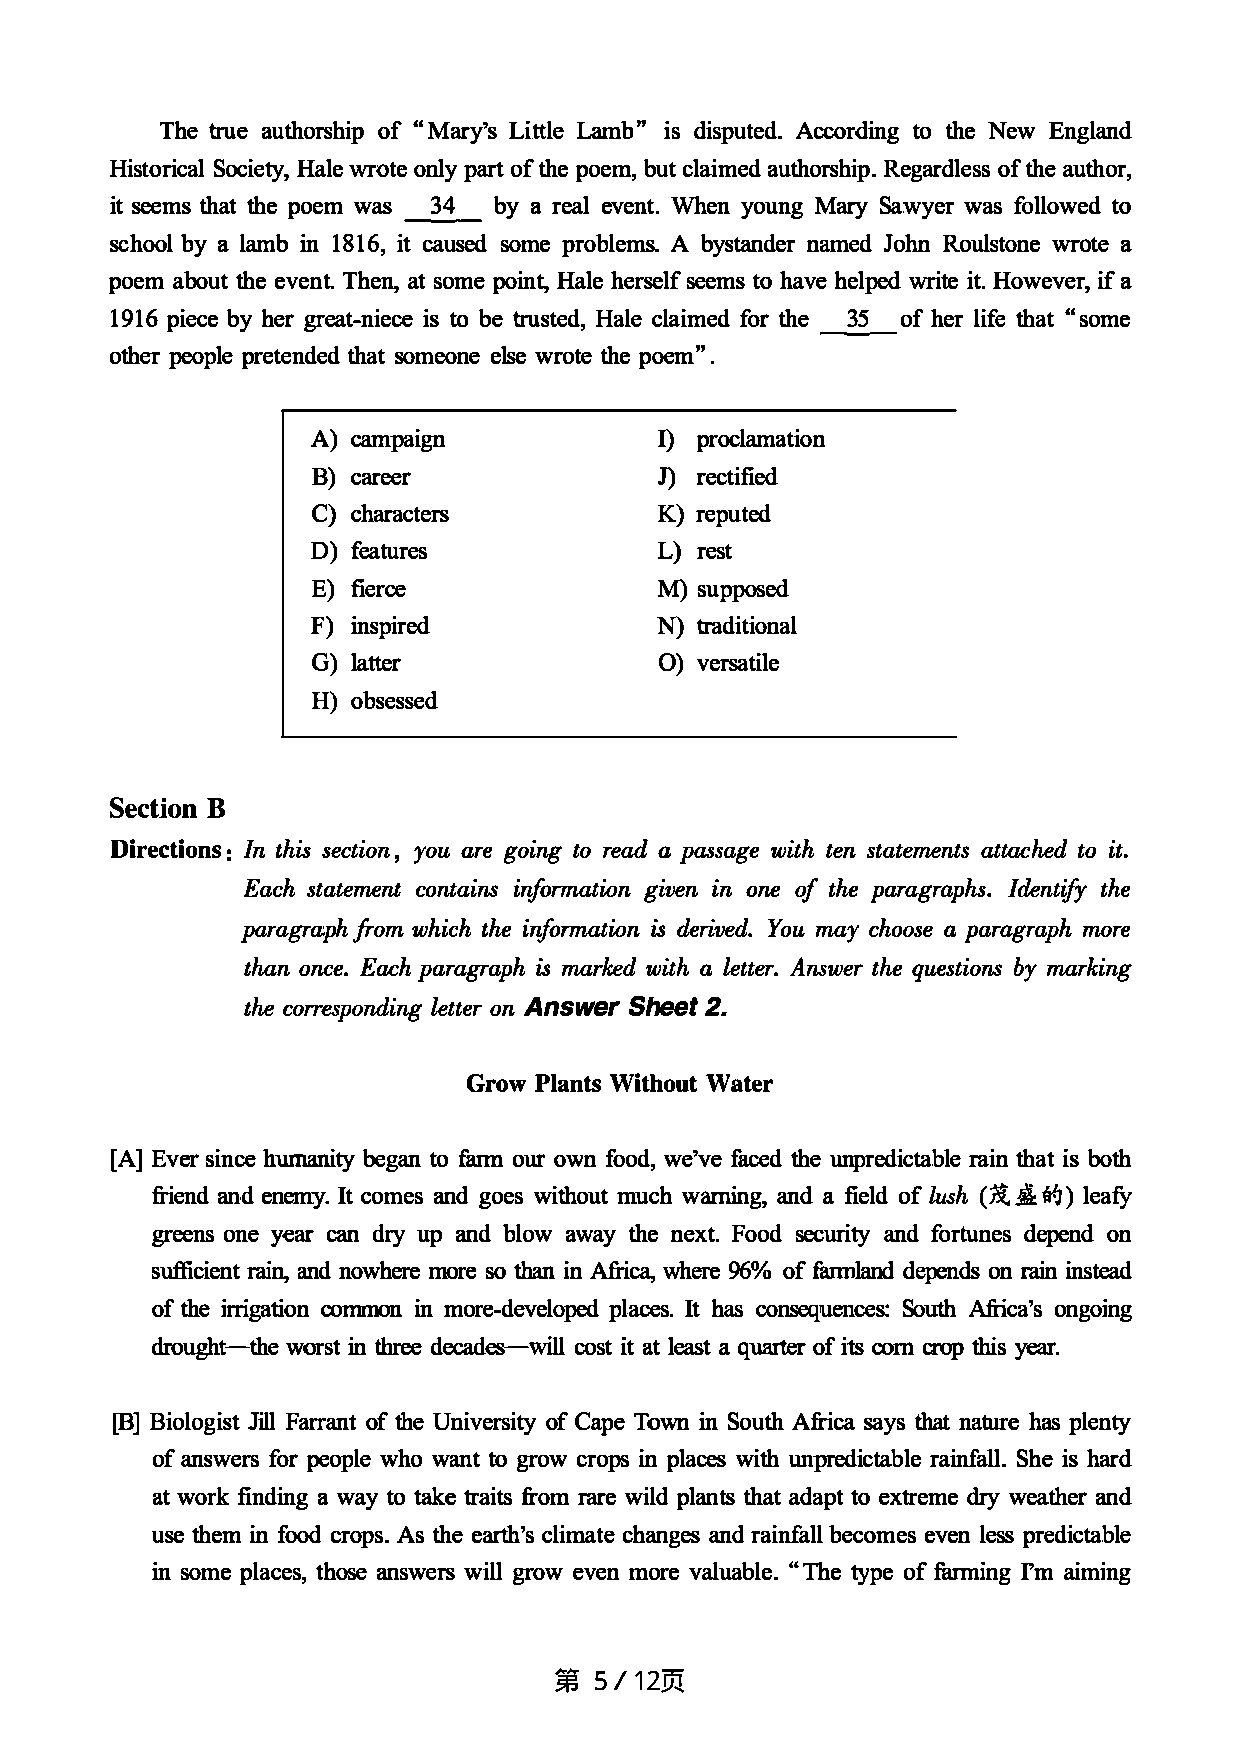 The true authorship of “Mary’s Little Lamb” is disputed. According to the New England
Historical Society, Hale wrote only part of the poem, but claimed authorship. Regardless of the author,
it seems that the poem was 34 by a real event. When young Mary Sawyer was followed to
school by a lamb in 1816, it caused some problems. A bystander named John Roulstone wrote a
poem about the event. Then, at some point, Hale herself seems to have helped write it. However, if a
1916 piece by her great-niece is to be trusted, Hale claimed for the 35 of her life that “some
other people pretended that someone else wrote the poem”.
A) campaign
B) career
C) characters
D) features
E) fierce
F) inspired
G) latter
H) obsessed
I) proclamation
J) rectified
K) reputed
L) rest
M) supposed
N) traditional
O) versatile
Section B
Directions: In this section, you are going to read a passage with ten statements attached to it.
Each statement contains information given in one of the paragraphs. Identify the
paragraph from which the information is derived. You may choose a paragraph more
than once. Each paragraph is marked with a letter. Answer the questions by marking
the corresponding letter on Answer Sheet 2.
Grow Plants Without Water
[A] Ever since humanity began to farm our own food, we’ve faced the unpredictable rain that is both
friend and enemy. It comes and goes without much warning, and a field of lush (茂盛的) leafy
greens one year can dry up and blow away the next. Food security and fortunes depend on
sufficient rain, and nowhere more so than in Africa, where 96% of farmland depends on rain instead
of the irrigation common in more-developed places. It has consequences: South Africa’s ongoing
drought—the worst in three decades—will cost it at least a quarter of its corn crop this year.
[B] Biologist Jill Farrant of the University of Cape Town in South Africa says that nature has plenty
of answers for people who want to grow crops in places with unpredictable rainfall. She is hard
at work finding a way to take traits from rare wild plants that adapt to extreme dry weather and
use them in food crops. As the earth’s climate changes and rainfall becomes even less predictable
in some places, those answers will grow even more valuable. “The type of farming I’m aiming
第 5 / 12页